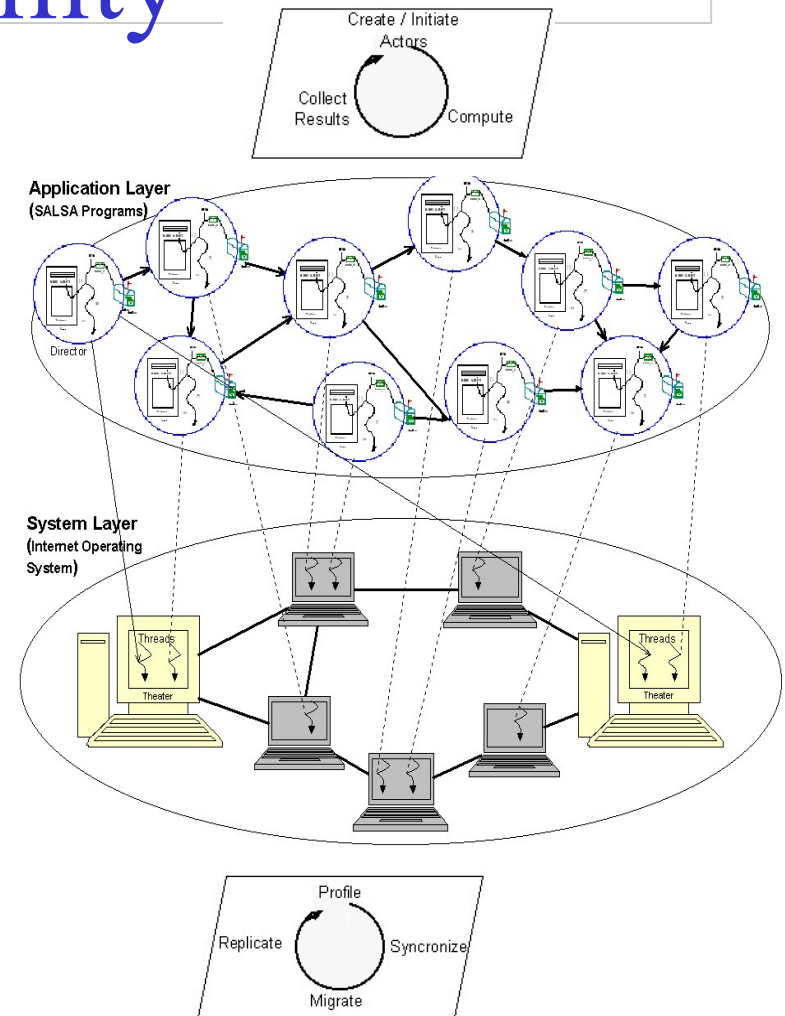 Create / Initiate
Actors
Collect
Results
Compute
Application Layer
(SALSA Programs)
Director
System Layer
(Internet Operating
System)
Threads
Theater
Threads
Theater
Profile
Replicate
Syncronize
Migrate